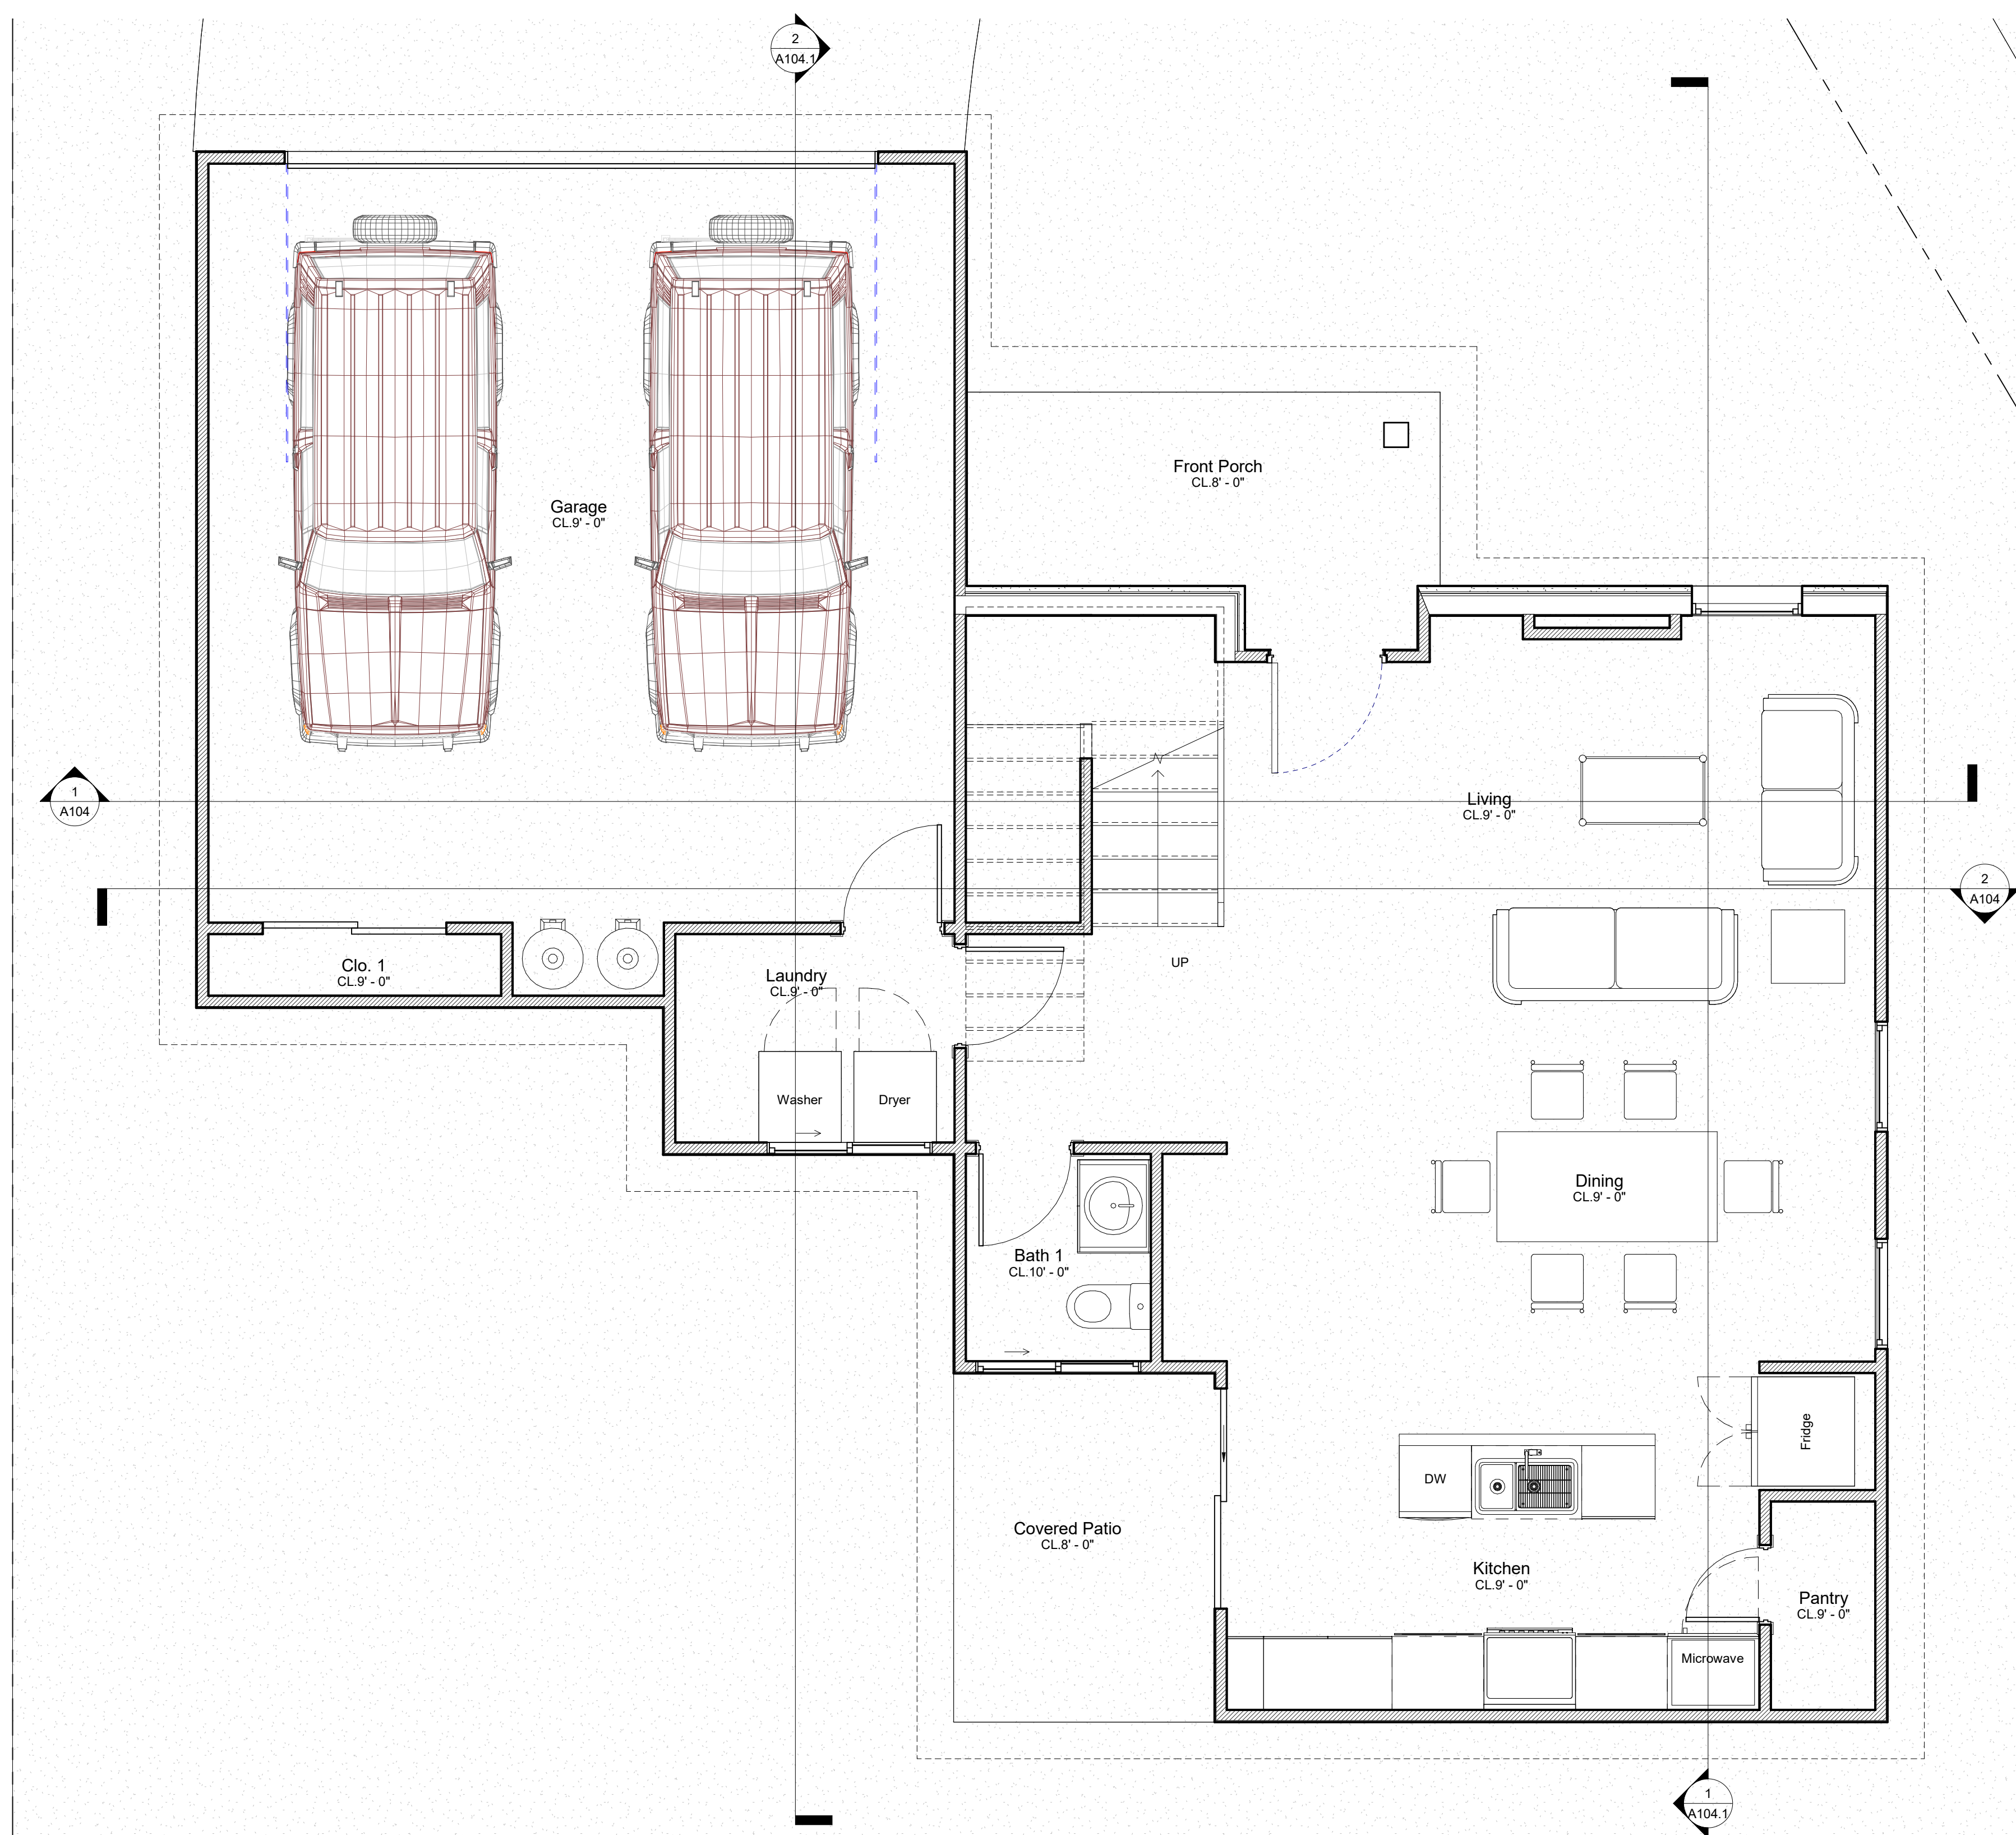 2
A104.1
Front Porch
CL.8' - 0"
Garage
CL.9' - 0"
1
A104
Living
CL.9' - 0"
2
A104
UP
Clo. 1
CL.9' - 0"
Laundry
CL.9' - 0"
Washer
Dryer
Dining
CL.9' - 0"
Bath 1
CL.10' - 0"
Fridge
DW
Covered Patio
CL.8' - 0"
Kitchen
CL.9' - 0"
Pantry
CL.9' - 0"
Microwave
1
A104.1